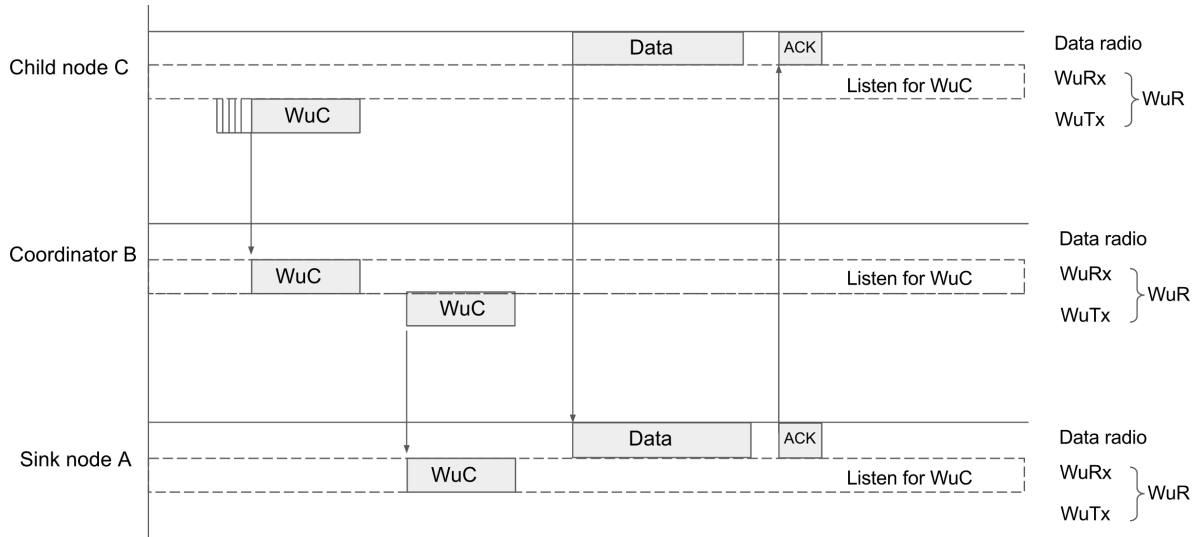 Data
ACK
Data radio
Child node C
Listen for WuC
WuRx
WuR
WuC
WuTx
Data radio
Coordinator B
WuC
Listen for WuC
WuRx
WuR
WuC
WuTx
Data
ACK
Data radio
Sink node A
WuC
Listen for WuC
WuRx
WuR
WuTx